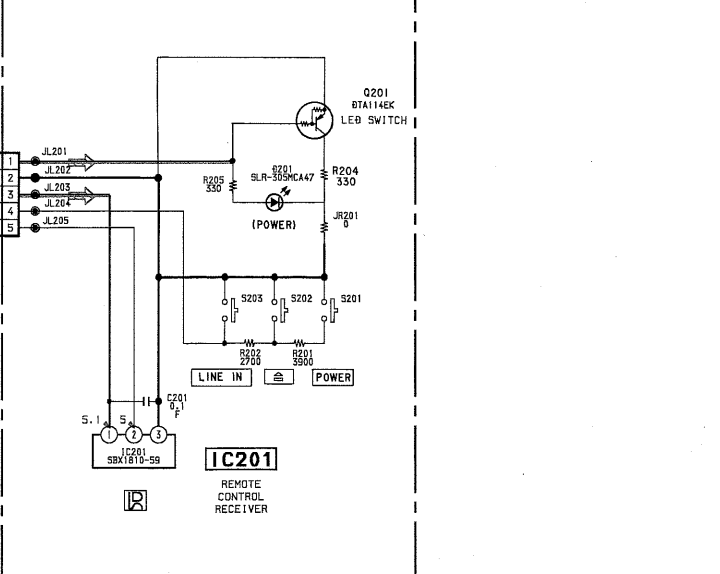 Q201
DTA114EK
LED SWITCH
JL201
1
JL202
2
JL203
3
JL204
4
JL205
5
R205
330
D201
SLR-305MCA47
R204
330
(POWER)
JR201
0
S203
S202
S201
R202
2700
R201
3900
LINE IN
≙
POWER
C201
0.1
F
5.1
5
1
2
3
IC201
SBX1810-59
IC201
REMOTE
CONTROL
RECEIVER